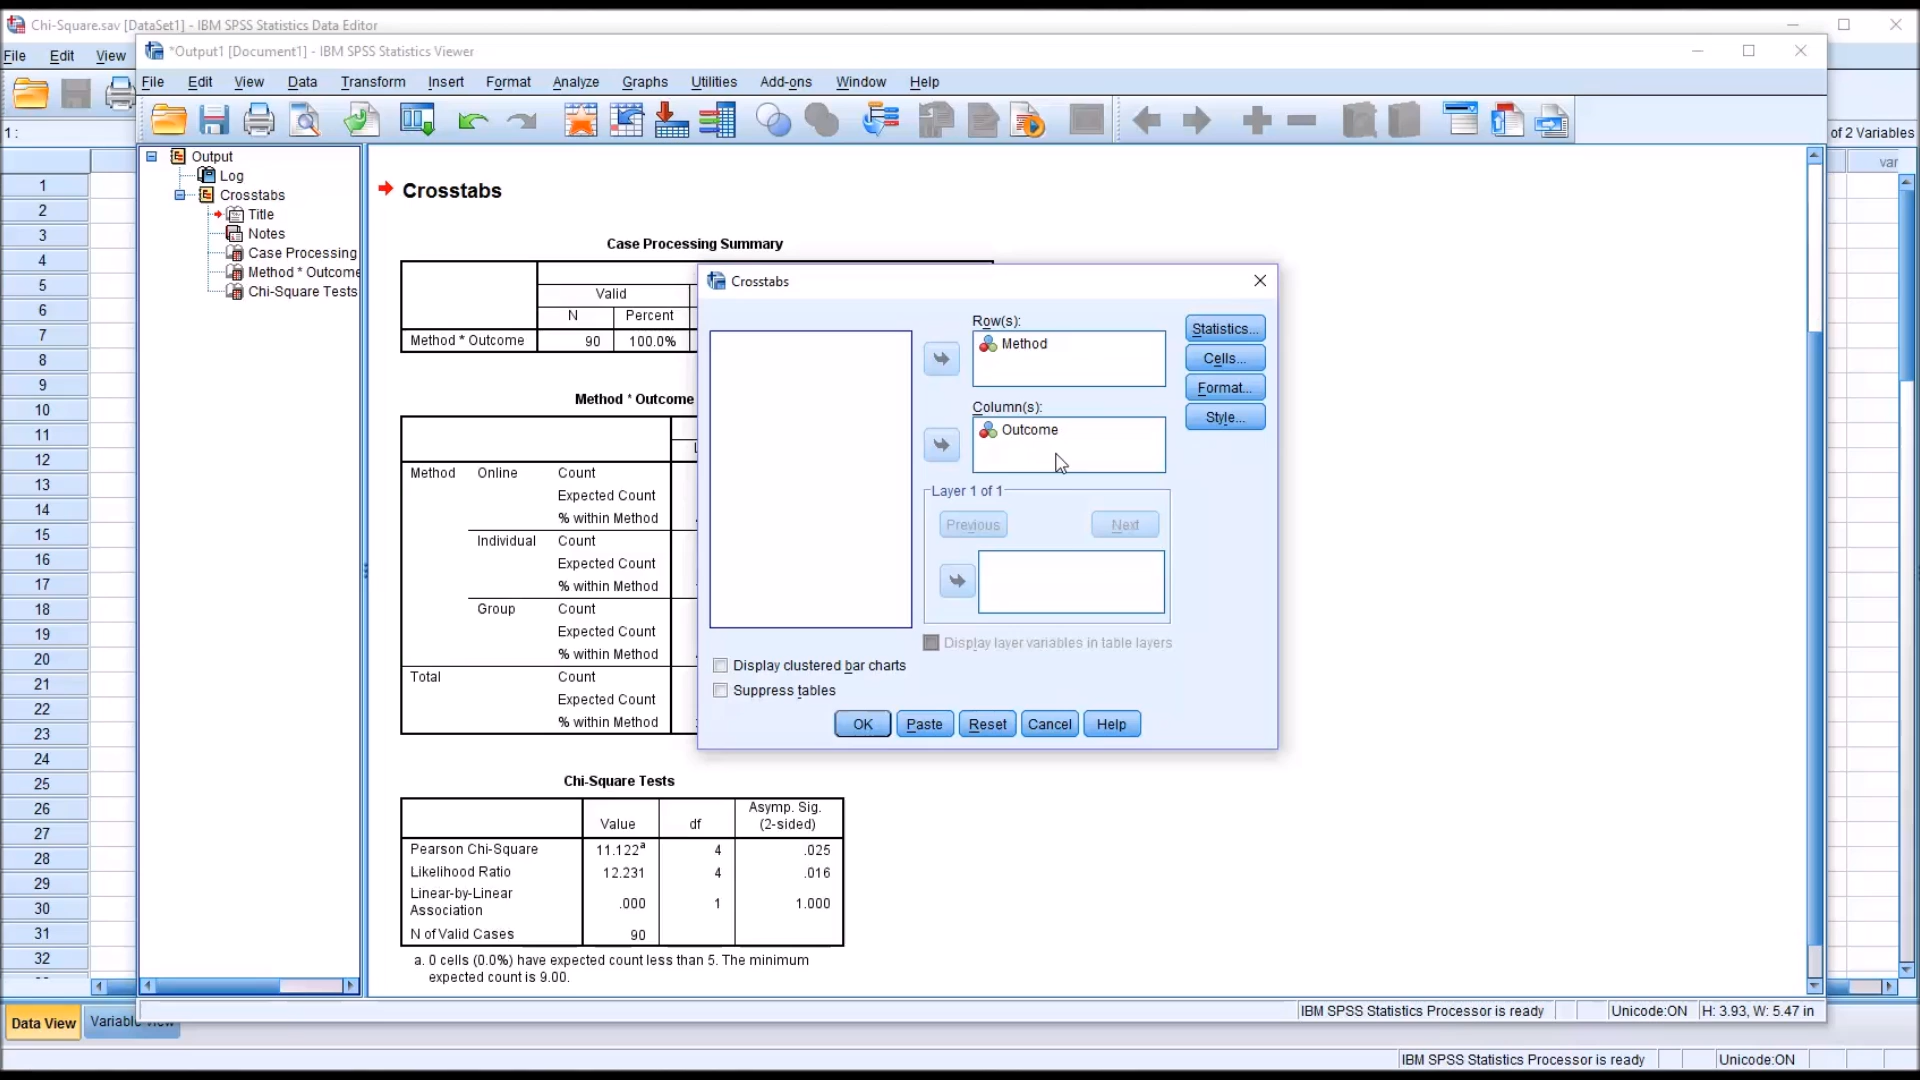 Chi-Square.sav [DataSet1] - IBM SPSS Statistics Data Editor
File Edit View
*Output1 [Document1] - IBM SPSS Statistics Viewer
File Edit View Data Transform Insert Format Analyze Graphs Utilities Add-ons Window Help
1 :
of 2 Variables
var
1
2
3
4
5
6
7
8
9
10
11
12
13
14
15
16
17
18
19
20
21
22
23
24
25
26
27
28
29
30
31
32
Output
Log
Crosstabs
Title
Notes
Case Processing
Method * Outcome
Chi-Square Tests
Crosstabs
Case Processing Summary
Valid
N Percent
Method * Outcome 90 100.0%
Method * Outcome
Method Online Count
Expected Count
% within Method
Individual Count
Expected Count
% within Method
Group Count
Expected Count
% within Method
Total Count
Expected Count
% within Method
Chi-Square Tests
Value df Asymp. Sig. (2-sided)
Pearson Chi-Square 11.122a 4 .025
Likelihood Ratio 12.231 4 .016
Linear-by-Linear
Association .000 1 1.000
N of Valid Cases 90
a. 0 cells (0.0%) have expected count less than 5. The minimum
expected count is 9.00.
Crosstabs
Row(s):
Method
Column(s):
Outcome
Statistics...
Cells...
Format...
Style...
Layer 1 of 1
Previous Next
Display layer variables in table layers
Display clustered bar charts
Suppress tables
OK Paste Reset Cancel Help
IBM SPSS Statistics Processor is ready Unicode:ON H: 3.93, W: 5.47 in
Data View Variable View
IBM SPSS Statistics Processor is ready Unicode:ON